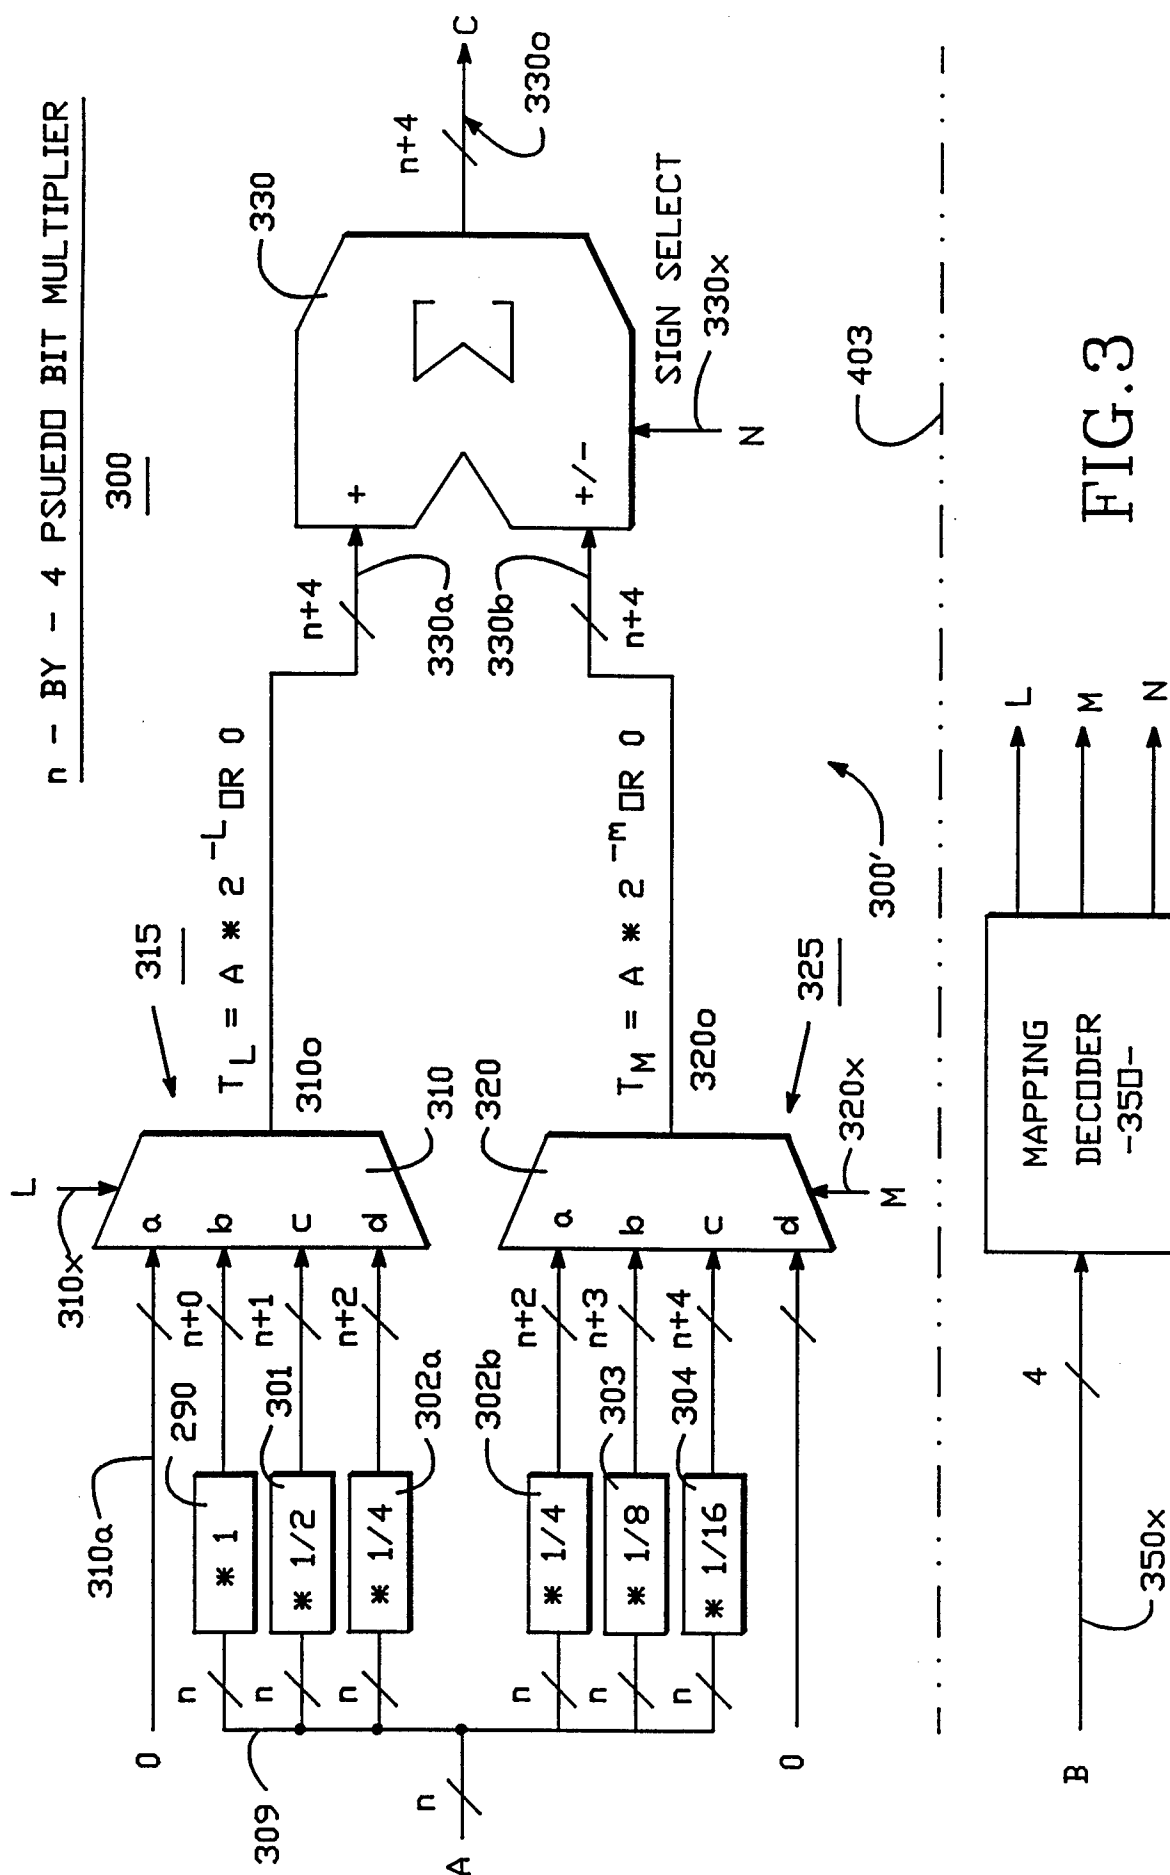 n - BY - 4 PSUEDO BIT MULTIPLIER
300
L
310x
315
T L = A * 2 -L OR 0
310a
0
a
290
* 1
n
n+0
b
301
* 1/2
n
n+1
c
302a
* 1/4
n
n+2
d
310
310o
309
A
n
302b
* 1/4
n
n+2
a
303
* 1/8
n
n+3
b
304
* 1/16
n
n+4
c
0
d
320
320o
T M = A * 2 -M OR 0
325
M
320x
n+4
330a
+
330b
n+4
+/-
330
Σ
n+4
C
330o
SIGN SELECT
330x
N
300'
403
B
350x
4
MAPPING
DECODER
-350-
L
M
N
FIG.3